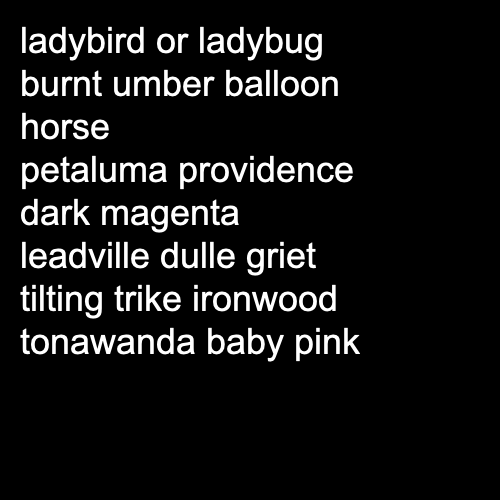 ladybird or ladybug
burnt umber balloon
horse
petaluma providence
dark magenta
leadville dulle griet
tilting trike ironwood
tonawanda baby pink